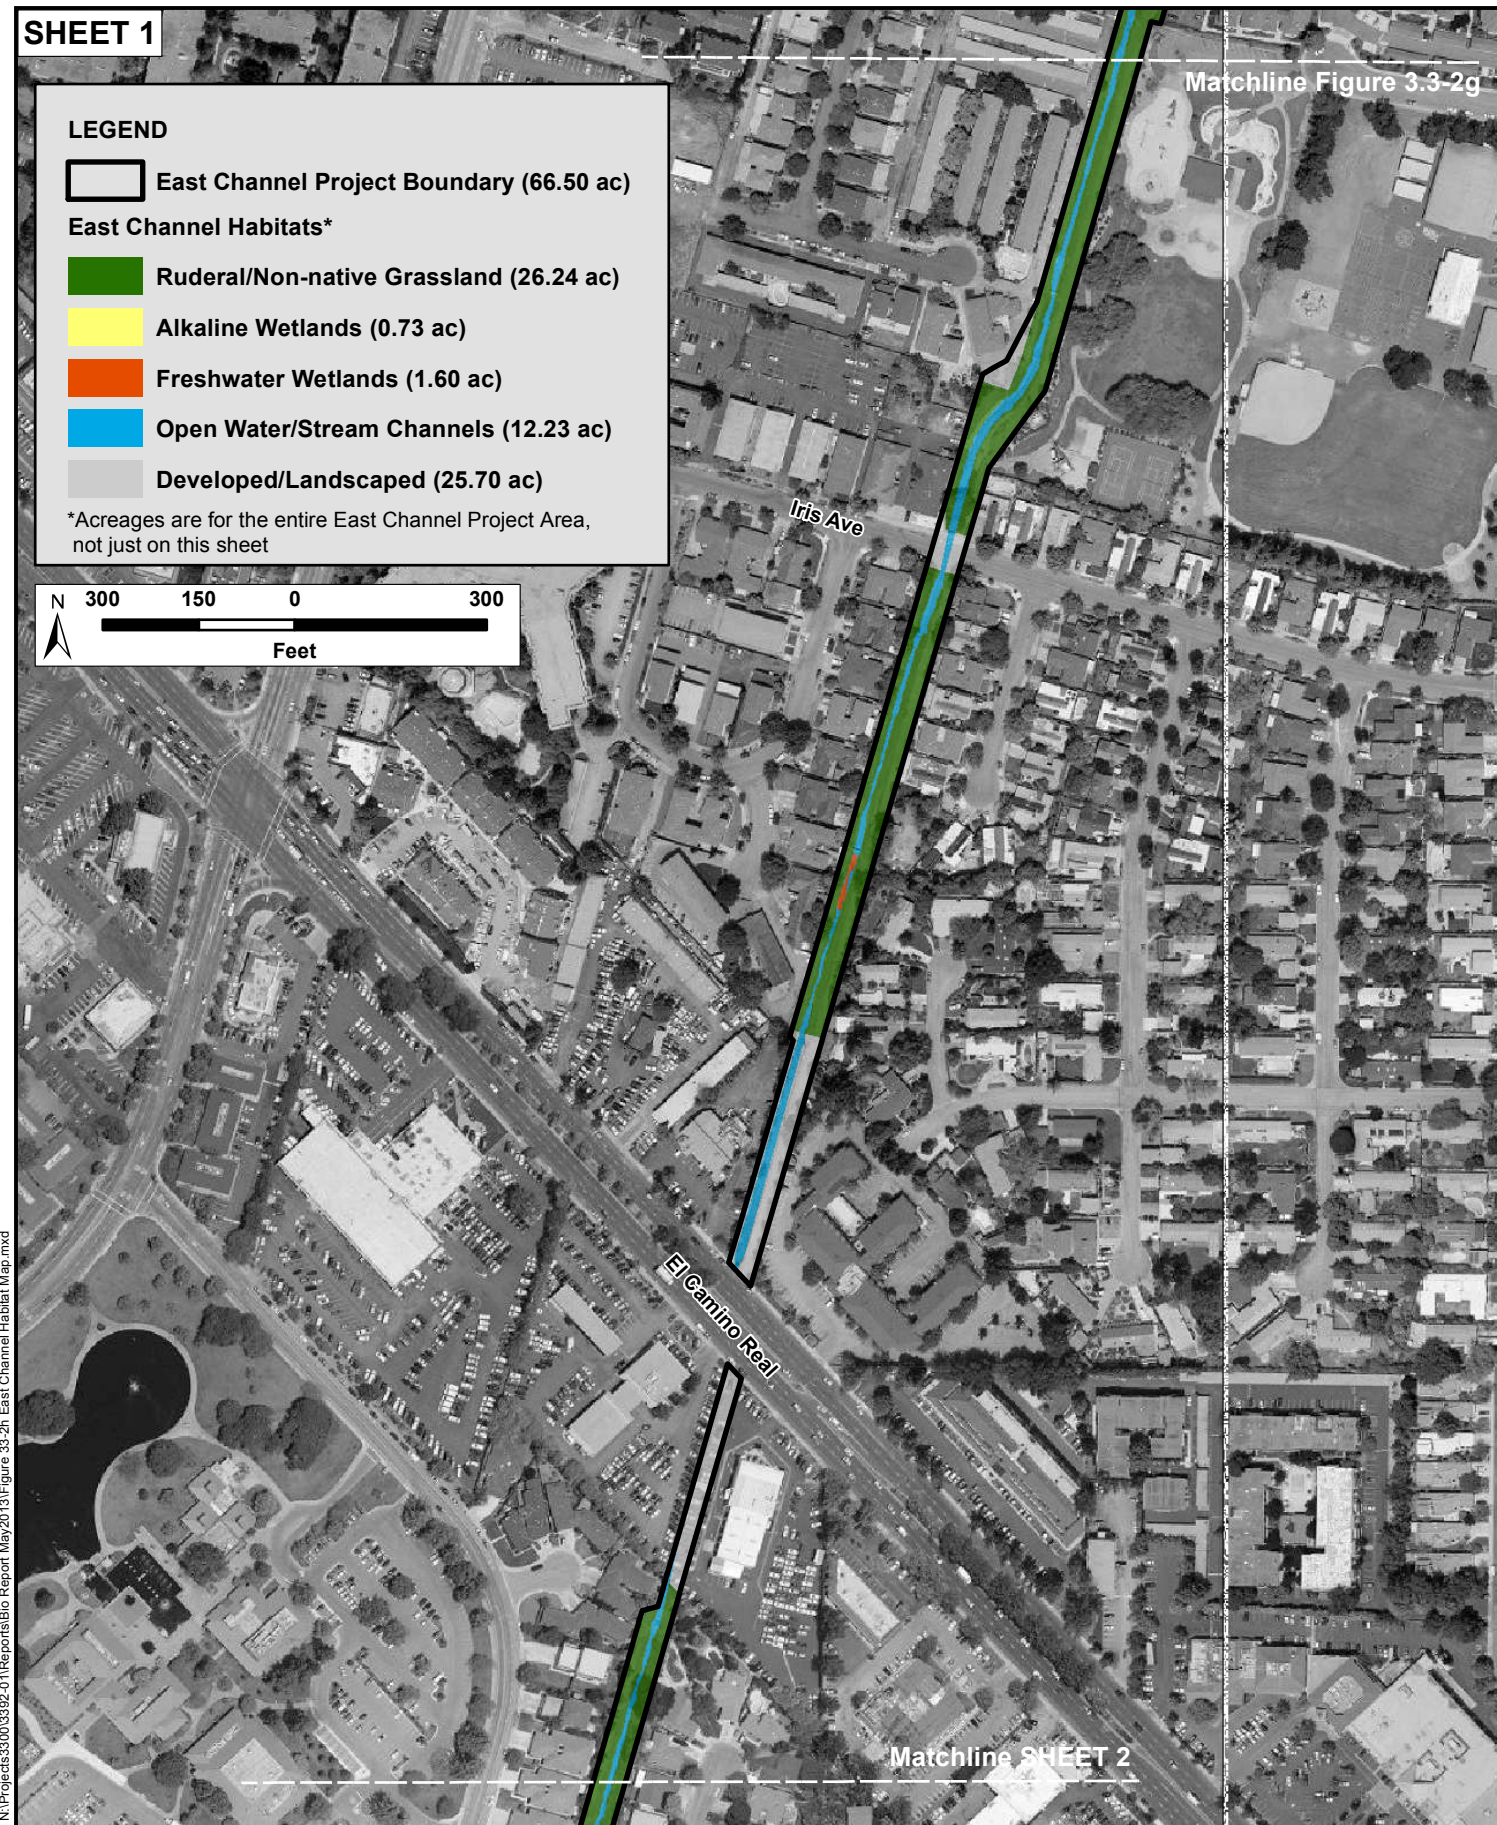 SHEET 1
Matchline Figure 3.3-2g
LEGEND
East Channel Project Boundary (66.50 ac)
East Channel Habitats*
Ruderal/Non-native Grassland (26.24 ac)
Alkaline Wetlands (0.73 ac)
Freshwater Wetlands (1.60 ac)
Open Water/Stream Channels (12.23 ac)
Developed/Landscaped (25.70 ac)
*Acreages are for the entire East Channel Project Area,
not just on this sheet
N
300 150 0 300
Feet
Iris Ave
El Camino Real
Matchline SHEET 2
N:\Projects3300\3392-01\Reports\Bio Report May2013\Figure 33-2h East Channel Habitat Map.mxd